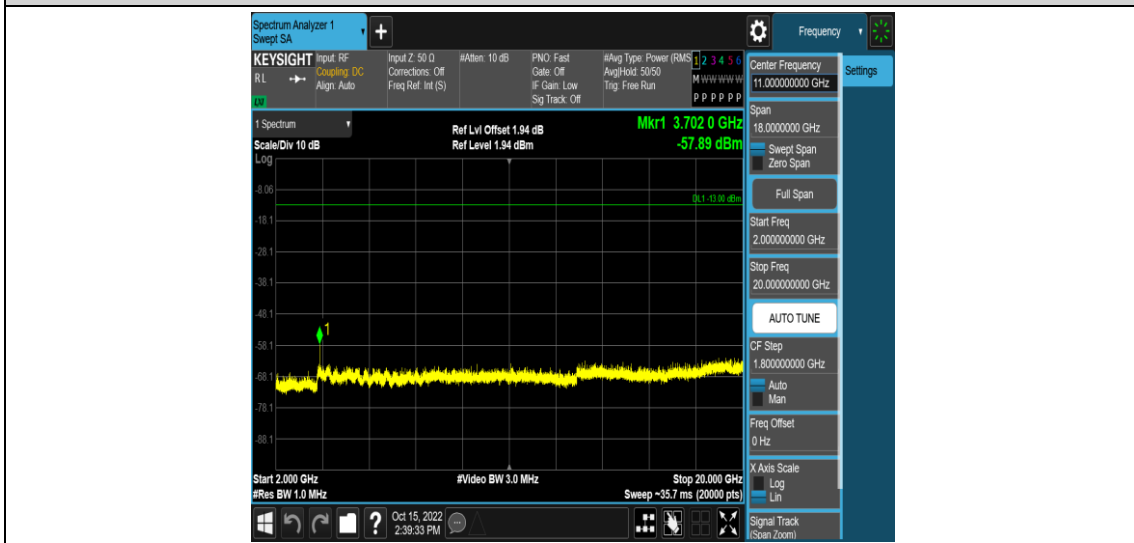 Spectrum Analyzer 1
Swept SA
+
Frequency
KEYSIGHT
RL
Input: RF
Coupling: DC
Align: Auto
Input Z: 50 Ω
Corrections: Off
Freq Ref: Int (S)
#Atten: 10 dB
PNO: Fast
Gate: Off
IF Gain: Low
Sig Track: Off
#Avg Type: Power (RMS
Avg|Hold: 50/50
Trig: Free Run
1 2 3 4 5 6
M W W W W W
P P P P P P
1 Spectrum
Scale/Div 10 dB
Ref Lvl Offset 1.94 dB
Ref Level 1.94 dBm
Mkr1 3.702 0 GHz
-57.89 dBm
Log
-8.06
DL1 -13.00 dBm
-18.1
-28.1
-38.1
-48.1
1
-58.1
-68.1
-78.1
-88.1
Start 2.000 GHz
#Video BW 3.0 MHz
Stop 20.000 GHz
#Res BW 1.0 MHz
Sweep ~35.7 ms (20000 pts)
?
Oct 15, 2022
2:39:33 PM
Settings
Center Frequency
11.000000000 GHz
Span
18.0000000 GHz
Swept Span
Zero Span
Full Span
Start Freq
2.000000000 GHz
Stop Freq
20.000000000 GHz
AUTO TUNE
CF Step
1.800000000 GHz
Auto
Man
Freq Offset
0 Hz
X Axis Scale
Log
Lin
Signal Track
(Span Zoom)